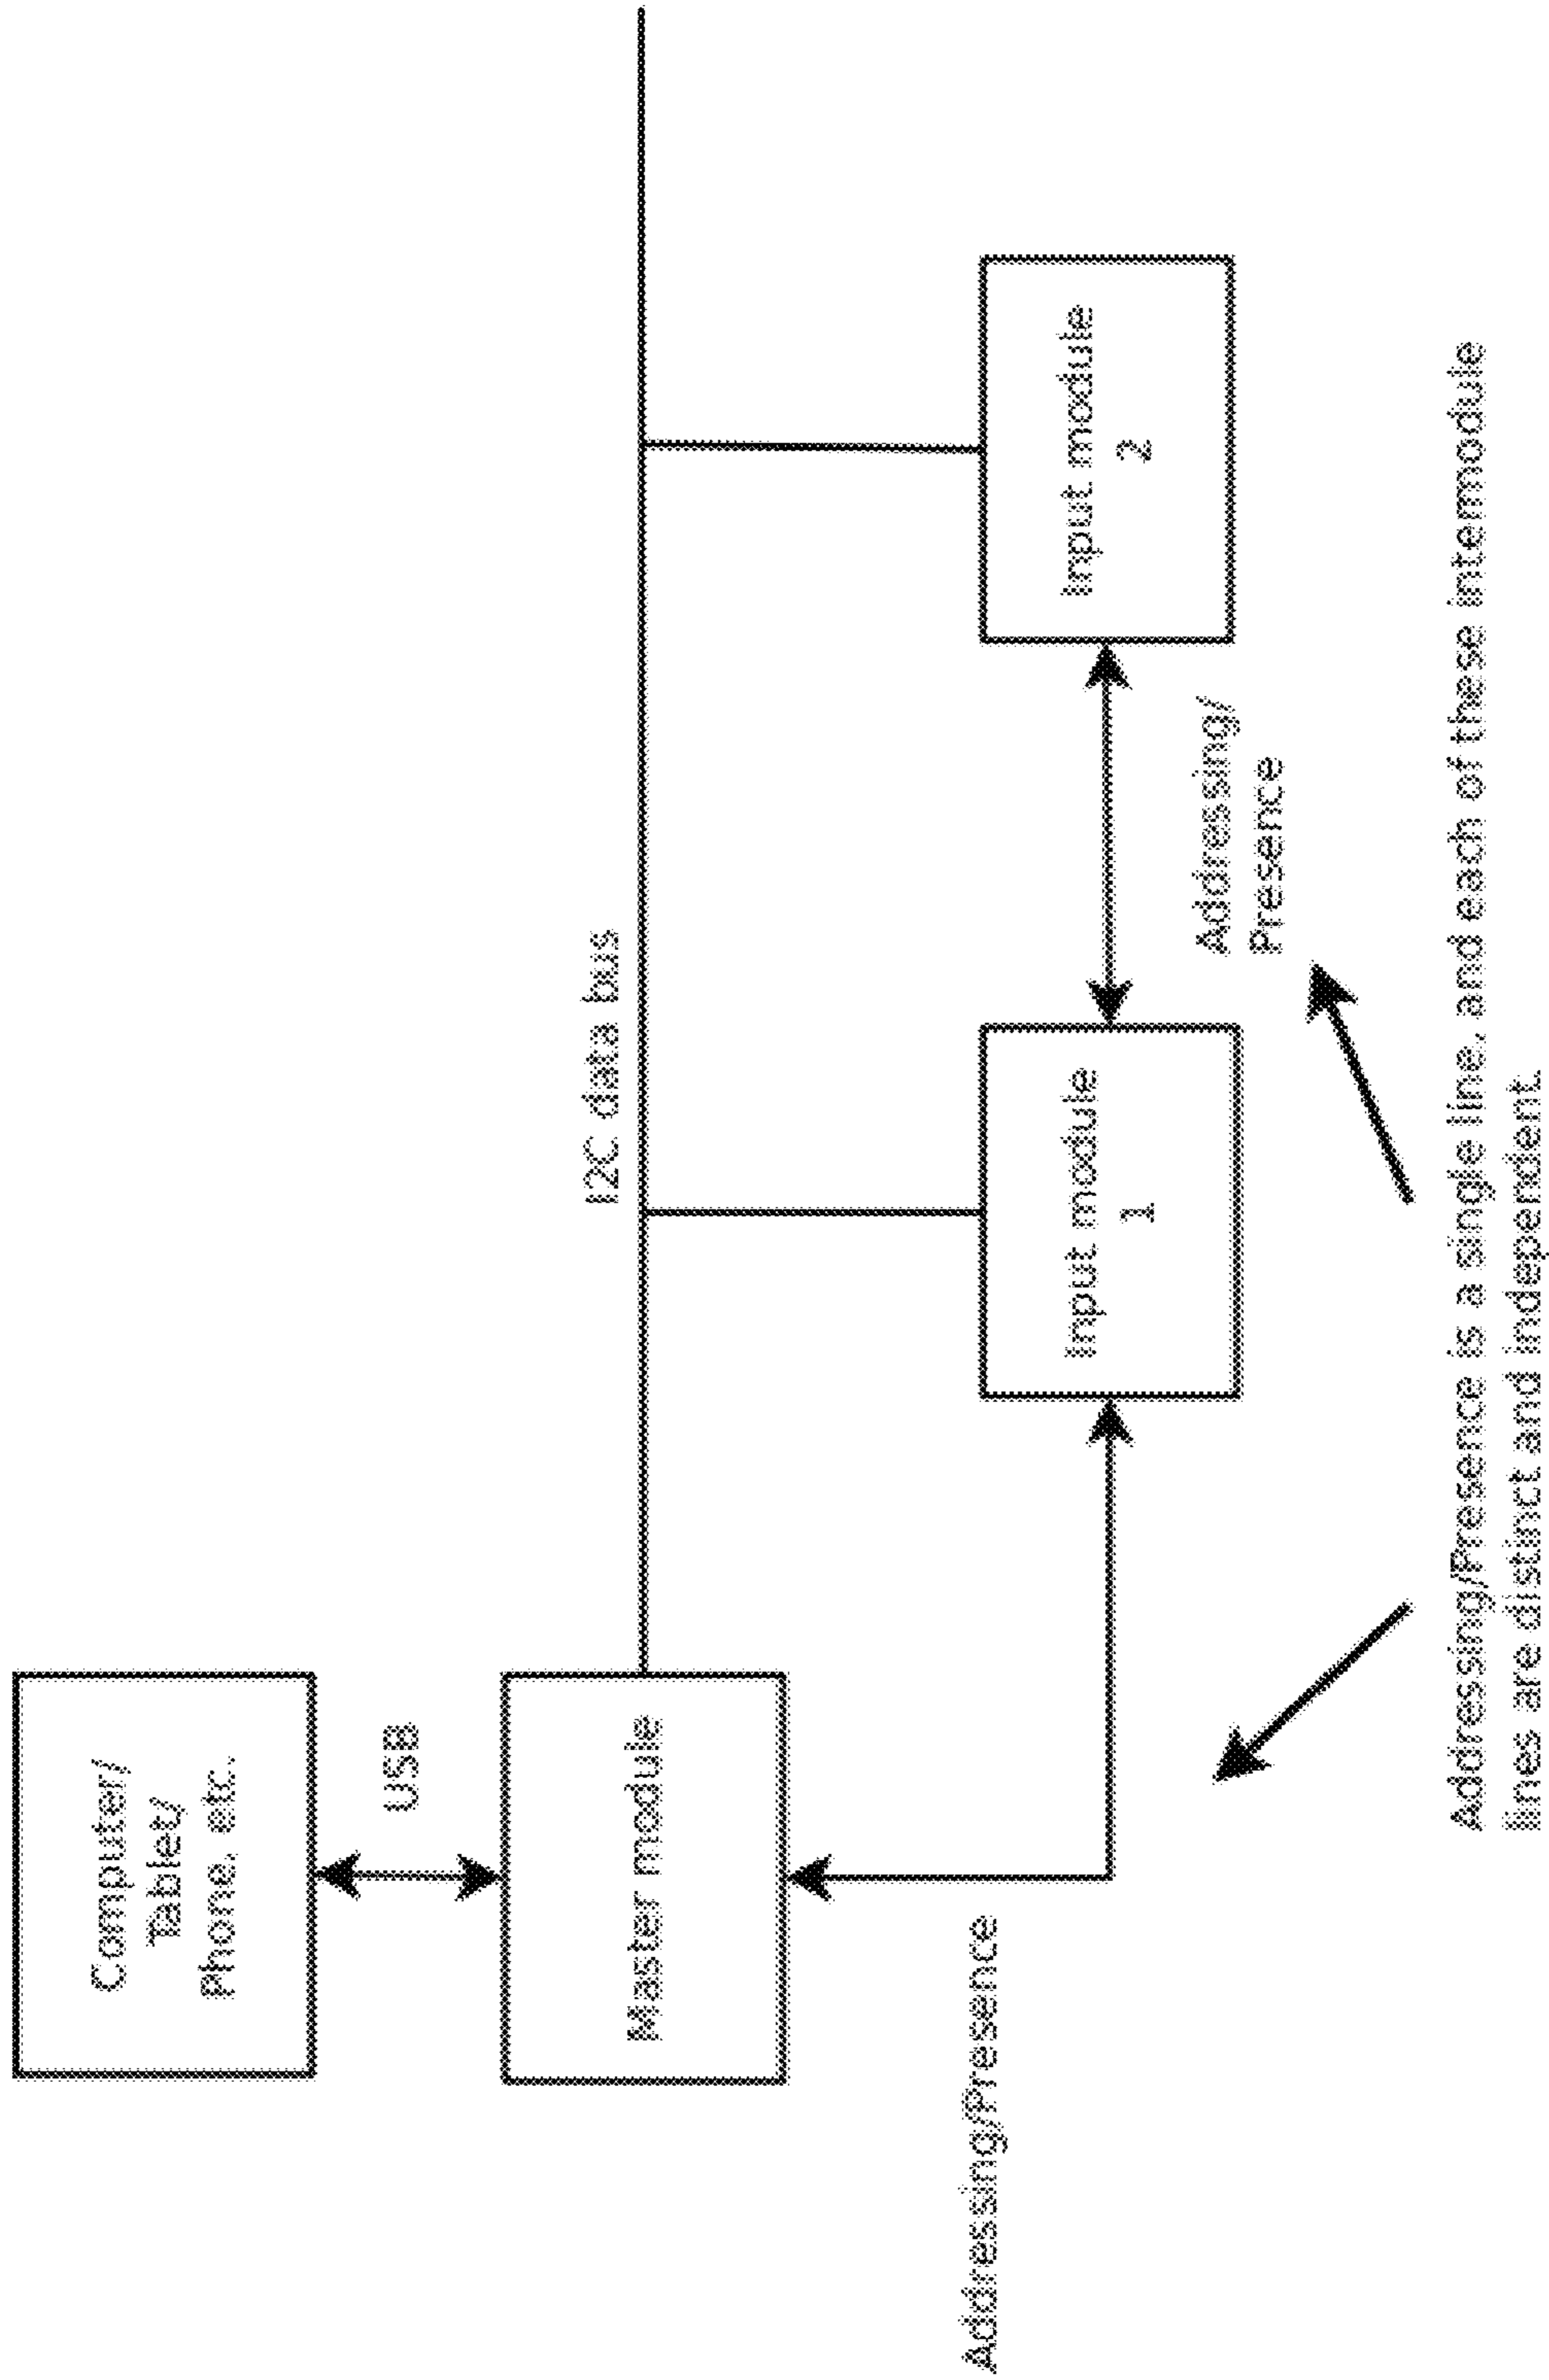 Computer/
Tablet/
Phone, etc.
USB
Master module
I2C data bus
Addressing/Presence
Input module
1
Input module
2
Addressing/
Presence
Addressing/Presence is a single line, and each of these intermodule
lines are distinct and independent.